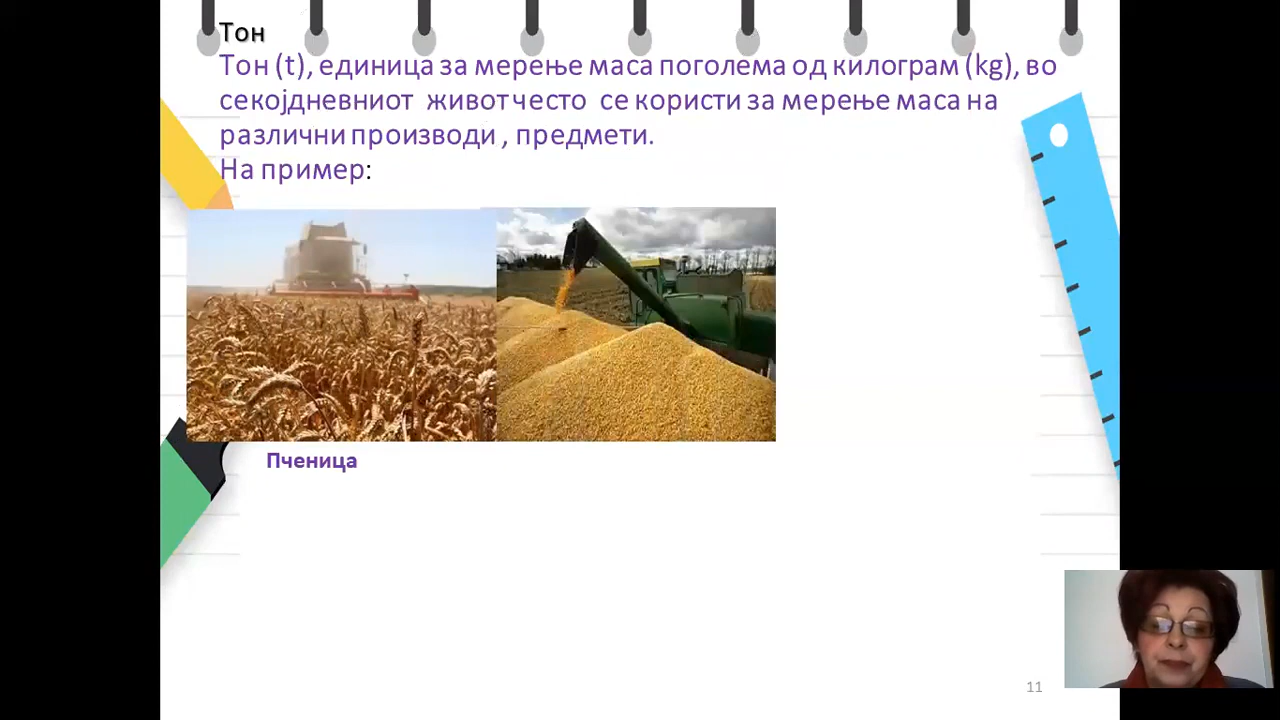 Тон
Тон (t), единица за мерење маса поголема од килограм (kg), во
секојдневниот живот често се користи за мерење маса на
различни производи , предмети.
На пример:
Пченица
11